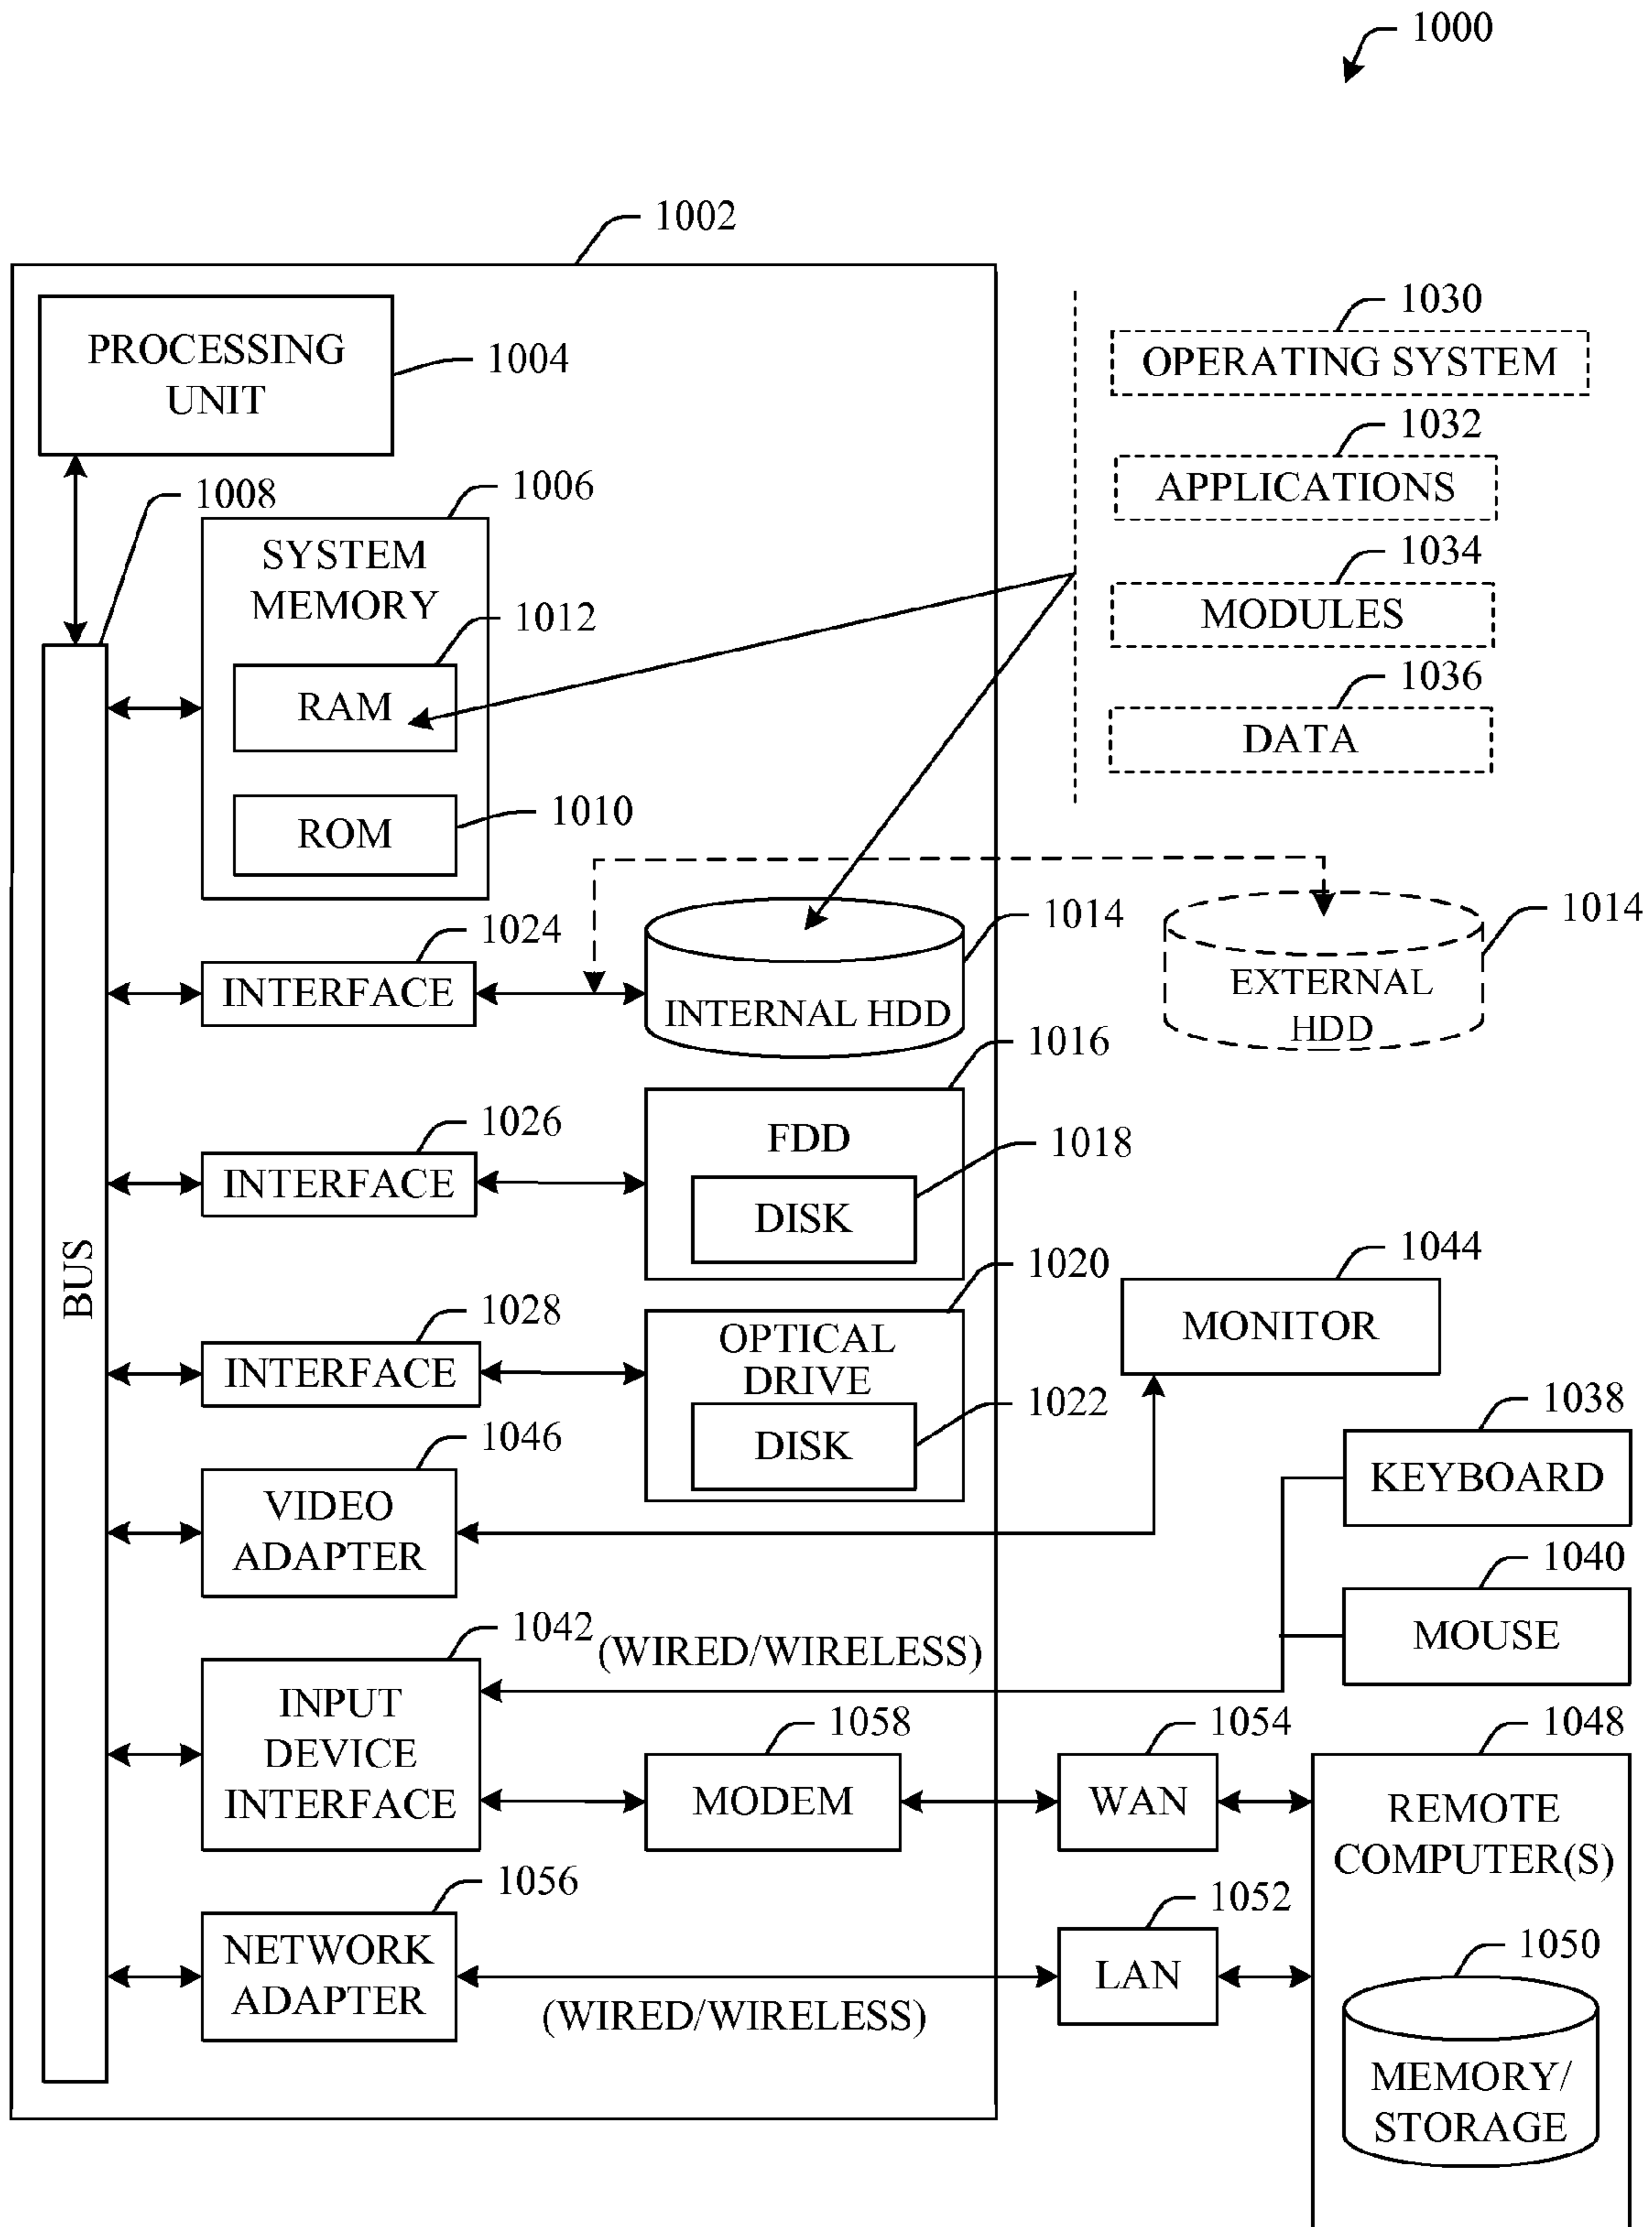 1000
1002
PROCESSING
UNIT
1004
1030
OPERATING SYSTEM
1032
APPLICATIONS
1034
MODULES
1036
DATA
1008
1006
SYSTEM
MEMORY
1012
RAM
1010
ROM
1024
INTERFACE
1014
INTERNAL HDD
1014
EXTERNAL
HDD
1026
INTERFACE
1016
FDD
1018
DISK
BUS
1028
INTERFACE
1020
OPTICAL
DRIVE
1022
DISK
1044
MONITOR
1046
VIDEO
ADAPTER
1038
KEYBOARD
1040
MOUSE
1042
(WIRED/WIRELESS)
INPUT
DEVICE
INTERFACE
1058
MODEM
1054
WAN
1048
REMOTE
COMPUTER(S)
1056
NETWORK
ADAPTER
(WIRED/WIRELESS)
1052
LAN
1050
MEMORY/
STORAGE